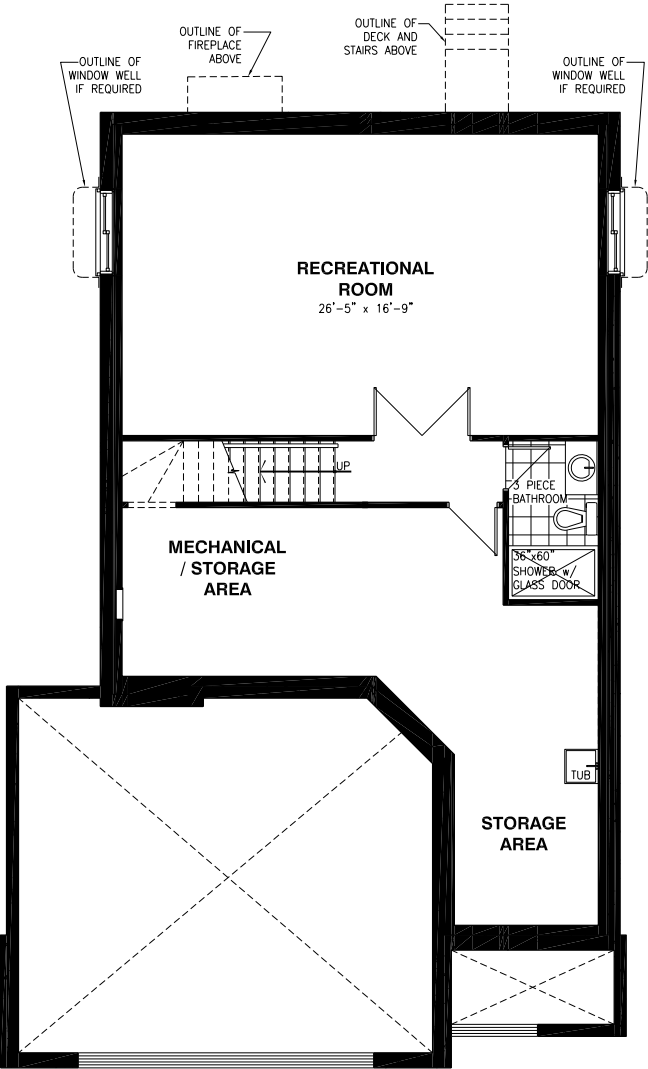 OUTLINE OF
FIREPLACE
ABOVE
OUTLINE OF
DECK AND
STAIRS ABOVE
OUTLINE OF
WINDOW WELL
IF REQUIRED
OUTLINE OF
WINDOW WELL
IF REQUIRED
RECREATIONAL
ROOM
26'-5" x 16'-9"
UP
3 PIECE
BATHROOM
MECHANICAL
/ STORAGE
AREA
36"x60"
SHOWER w/
GLASS DOOR
TUB
STORAGE
AREA